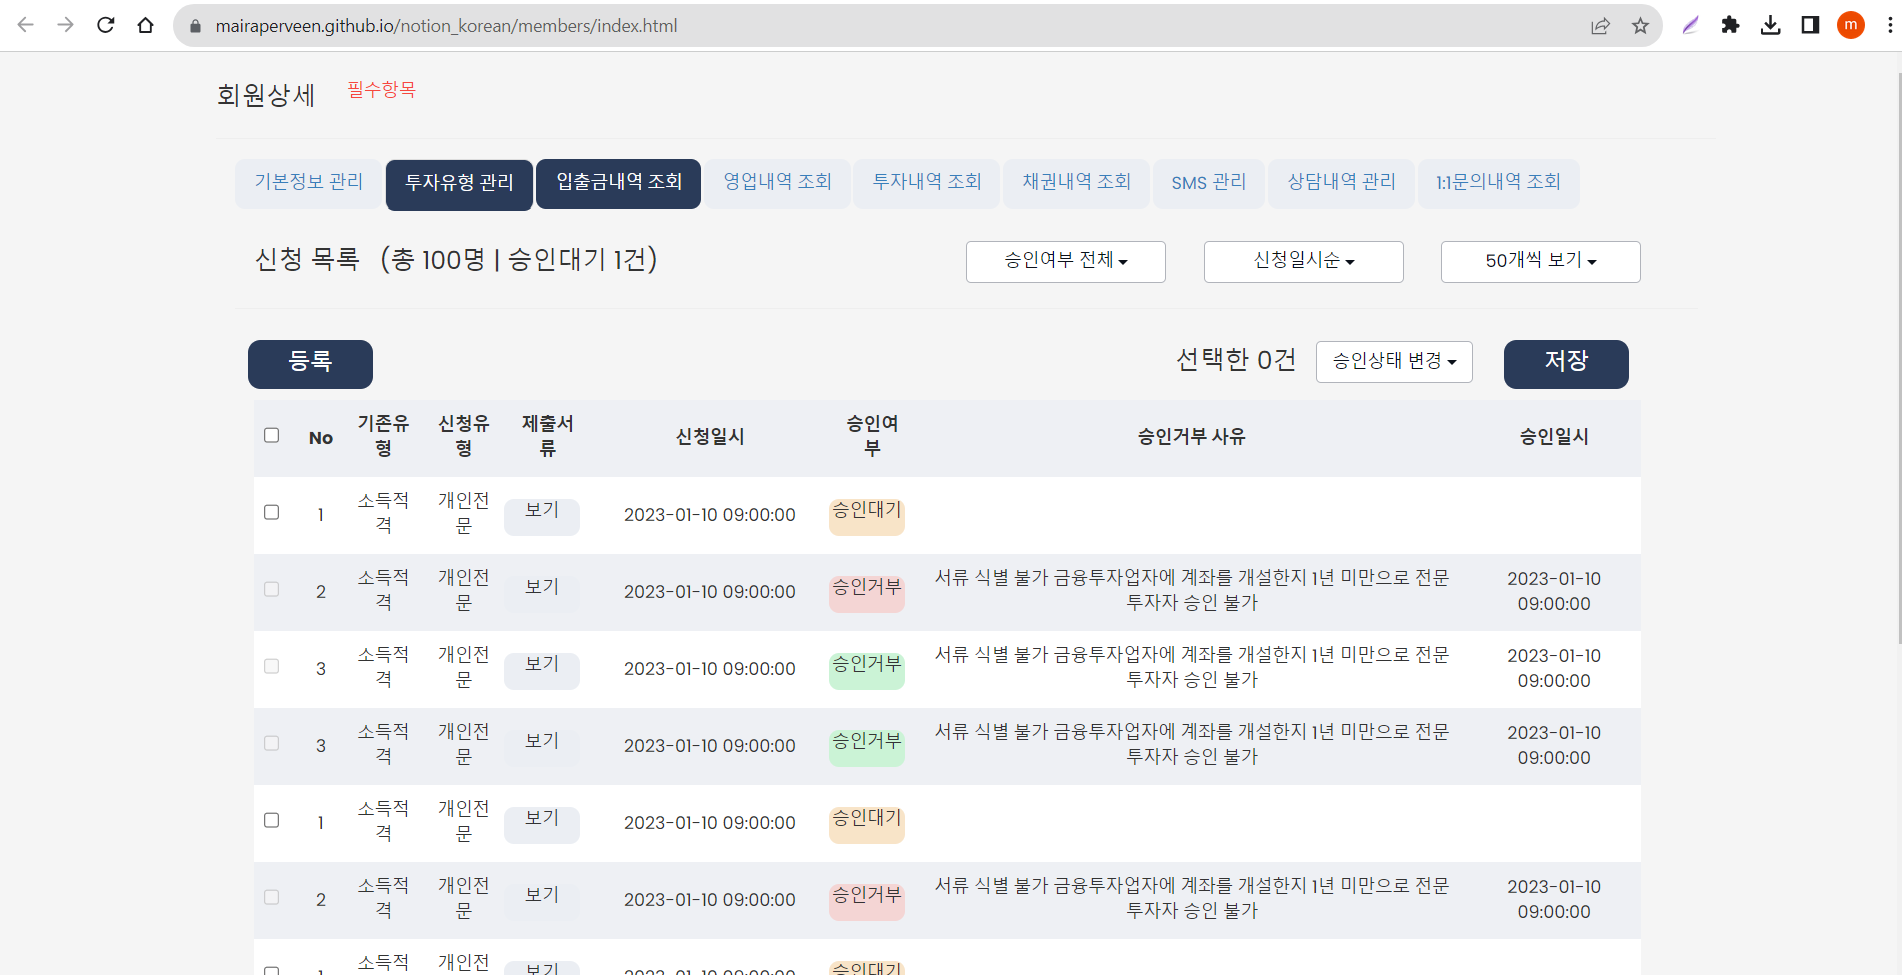 mairaperveen.github.io/notion_korean/members/index.html
m
회원상세 필수항목
기본정보 관리 투자유형 관리 입출금내역 조회 영업내역 조회 투자내역 조회 채권내역 조회 SMS 관리 상담내역 관리 1:1문의내역 조회
신청 목록 (총 100명 | 승인대기 1건) 승인여부 전체 신청일시순 50개씩 보기
등록 선택한 0건 승인상태 변경 저장
No 기존유 신청유 제출서 신청일시 승인여 승인거부 사유 승인일시
형 형 류 부
소득적 개인전
1 격 문 보기 2023-01-10 09:00:00 승인대기
소득적 개인전 서류 식별 불가 금융투자업자에 계좌를 개설한지 1년 미만으로 전문 2023-01-10
2 격 문 보기 2023-01-10 09:00:00 승인거부 투자자 승인 불가 09:00:00
소득적 개인전 서류 식별 불가 금융투자업자에 계좌를 개설한지 1년 미만으로 전문 2023-01-10
3 격 문 보기 2023-01-10 09:00:00 승인거부 투자자 승인 불가 09:00:00
소득적 개인전 서류 식별 불가 금융투자업자에 계좌를 개설한지 1년 미만으로 전문 2023-01-10
3 격 문 보기 2023-01-10 09:00:00 승인거부 투자자 승인 불가 09:00:00
소득적 개인전
1 격 문 보기 2023-01-10 09:00:00 승인대기
소득적 개인전 서류 식별 불가 금융투자업자에 계좌를 개설한지 1년 미만으로 전문 2023-01-10
2 격 문 보기 2023-01-10 09:00:00 승인거부 투자자 승인 불가 09:00:00
소득적 개인전
1 보기 2023-01-10 09:00:00 승인대기